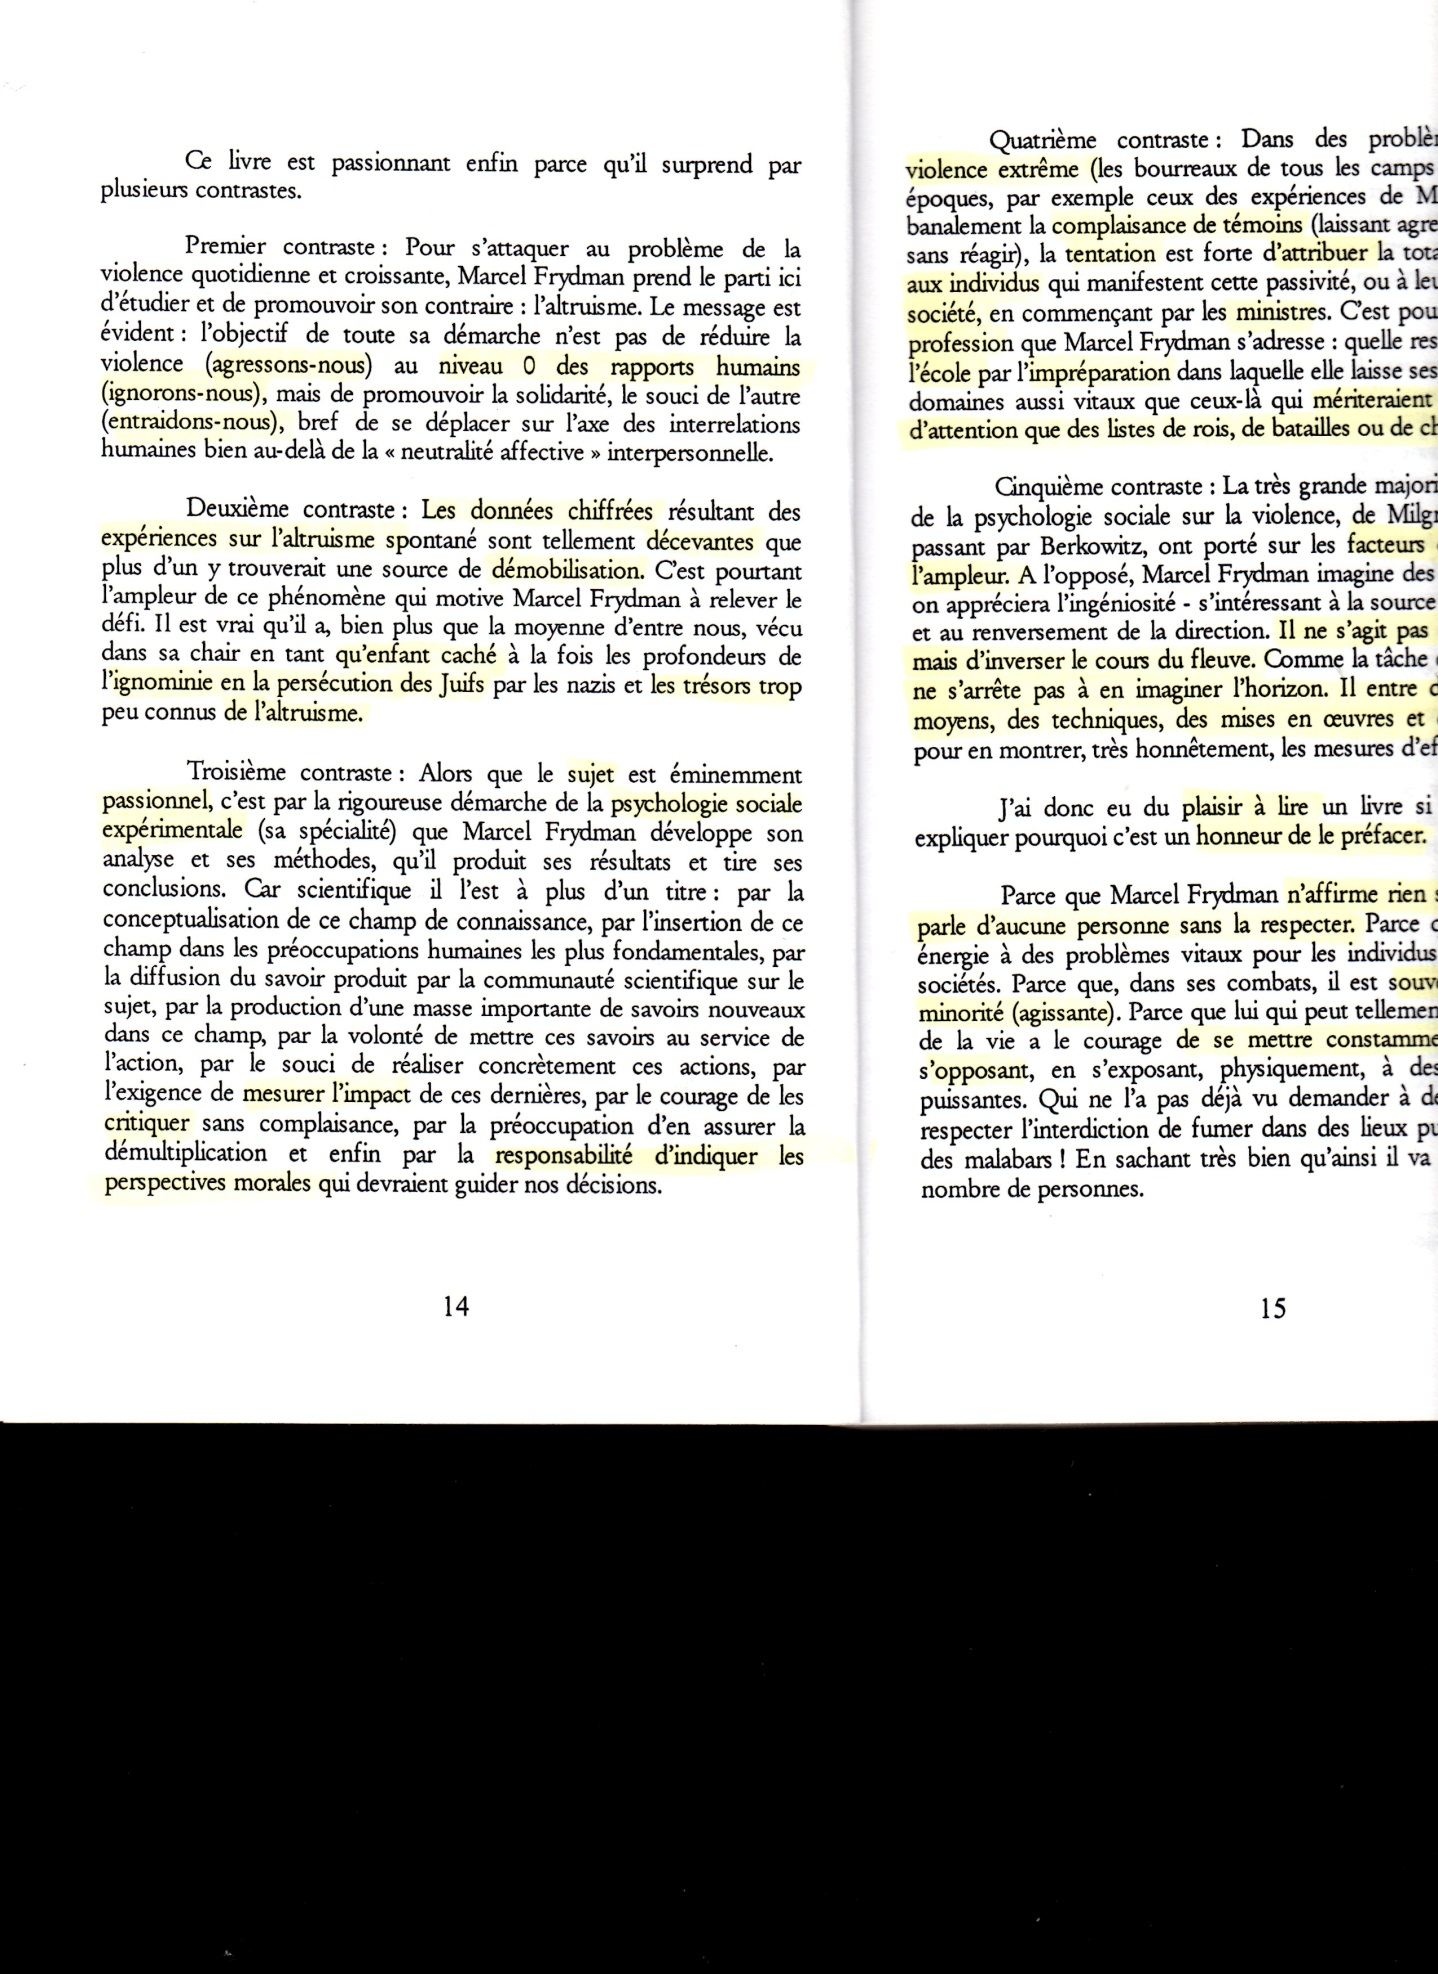 Ce livre est passionnant enfin parce qu'il surprend par
plusieurs contrastes.
Premier contraste : Pour s'attaquer au problème de la
violence quotidienne et croissante, Marcel Frydman prend le parti ici
d'étudier et de promouvoir son contraire : l'altruisme. Le message est
évident : l'objectif de toute sa démarche n'est pas de réduire la
violence (agressons-nous) au niveau 0 des rapports humains
(ignorons-nous), mais de promouvoir la solidarité, le souci de l'autre
(entraidons-nous), bref de se déplacer sur l'axe des interrelations
humaines bien au-delà de la « neutralité affective » interpersonnelle.
Deuxième contraste : Les données chiffrées résultant des
expériences sur l'altruisme spontané sont tellement décevantes que
plus d'un y trouverait une source de démobilisation. C'est pourtant
l'ampleur de ce phénomène qui motive Marcel Frydman à relever le
défi. Il est vrai qu'il a, bien plus que la moyenne d'entre nous, vécu
dans sa chair en tant qu'enfant caché à la fois les profondeurs de
l'ignominie en la persécution des Juifs par les nazis et les trésors trop
peu connus de l'altruisme.
Troisième contraste : Alors que le sujet est éminemment
passionnel, c'est par la rigoureuse démarche de la psychologie sociale
expérimentale (sa spécialité) que Marcel Frydman développe son
analyse et ses méthodes, qu'il produit ses résultats et tire ses
conclusions. Car scientifique il l'est à plus d'un titre : par la
conceptualisation de ce champ de connaissance, par l'insertion de ce
champ dans les préoccupations humaines les plus fondamentales, par
la diffusion du savoir produit par la communauté scientifique sur le
sujet, par la production d'une masse importante de savoirs nouveaux
dans ce champ, par la volonté de mettre ces savoirs au service de
l'action, par le souci de réaliser concrètement ces actions, par
l'exigence de mesurer l'impact de ces dernières, par le courage de les
critiquer sans complaisance, par la préoccupation d'en assurer la
démultiplication et enfin par la responsabilité d'indiquer les
perspectives morales qui devraient guider nos décisions.
14
Quatrième contraste : Dans des
violence extrême (les bourreaux de tous les camps
époques, par exemple ceux des expériences de
banalement la complaisance de témoins (laissant
sans réagir), la tentation est forte d'attribuer la
aux individus qui manifestent cette passivité, ou à
société, en commençant par les ministres. C'est
profession que Marcel Frydman s'adresse : quelle
l'école par l'impréparation dans laquelle elle laisse ses
domaines aussi vitaux que ceux-là qui mériteraient
d'attention que des listes de rois, de batailles ou de
Cinquième contraste : La très grande
de la psychologie sociale sur la violence, de
passant par Berkowitz, ont porté sur les facteurs
l'ampleur. A l'opposé, Marcel Frydman imagine des
on appréciera l'ingéniosité - s'intéressant à la source
et au renversement de la direction. Il ne s'agit pas
mais d'inverser le cours du fleuve. Comme la tâche
ne s'arrête pas à en imaginer l'horizon. Il entre
moyens, des techniques, des mises en œuvres et
pour en montrer, très honnêtement, les mesures
J'ai donc eu du plaisir à lire un livre si
expliquer pourquoi c'est un honneur de le préfacer.
Parce que Marcel Frydman n'affirme rien
parle d'aucune personne sans la respecter. Parce
énergie à des problèmes vitaux pour les individus
sociétés. Parce que, dans ses combats, il est
minorité (agissante). Parce que lui qui peut
de la vie a le courage de se mettre
s'opposant, en s'exposant, physiquement, à
puissantes. Qui ne l'a pas déjà vu demander à
respecter l'interdiction de fumer dans des lieux
des malabars ! En sachant très bien qu'ainsi il va
nombre de personnes.
15